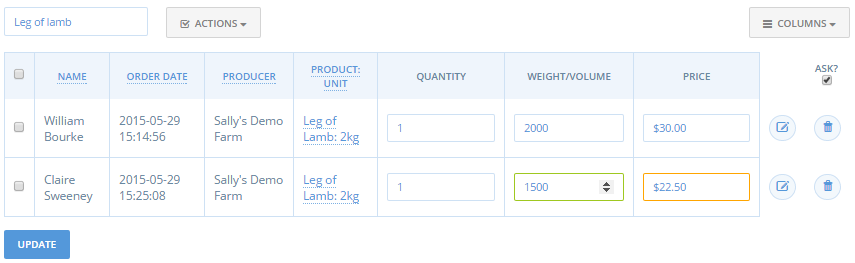 Leg of lamb
ACTIONS
COLUMNS
NAME
ORDER DATE
PRODUCER
PRODUCT:
UNIT
QUANTITY
WEIGHT/VOLUME
PRICE
ASK?
William
Bourke
2015-05-29
15:14:56
Sally's Demo
Farm
Leg of
Lamb: 2kg
1
2000
$30.00
Claire
Sweeney
2015-05-29
15:25:08
Sally's Demo
Farm
Leg of
Lamb: 2kg
1
1500
$22.50
UPDATE